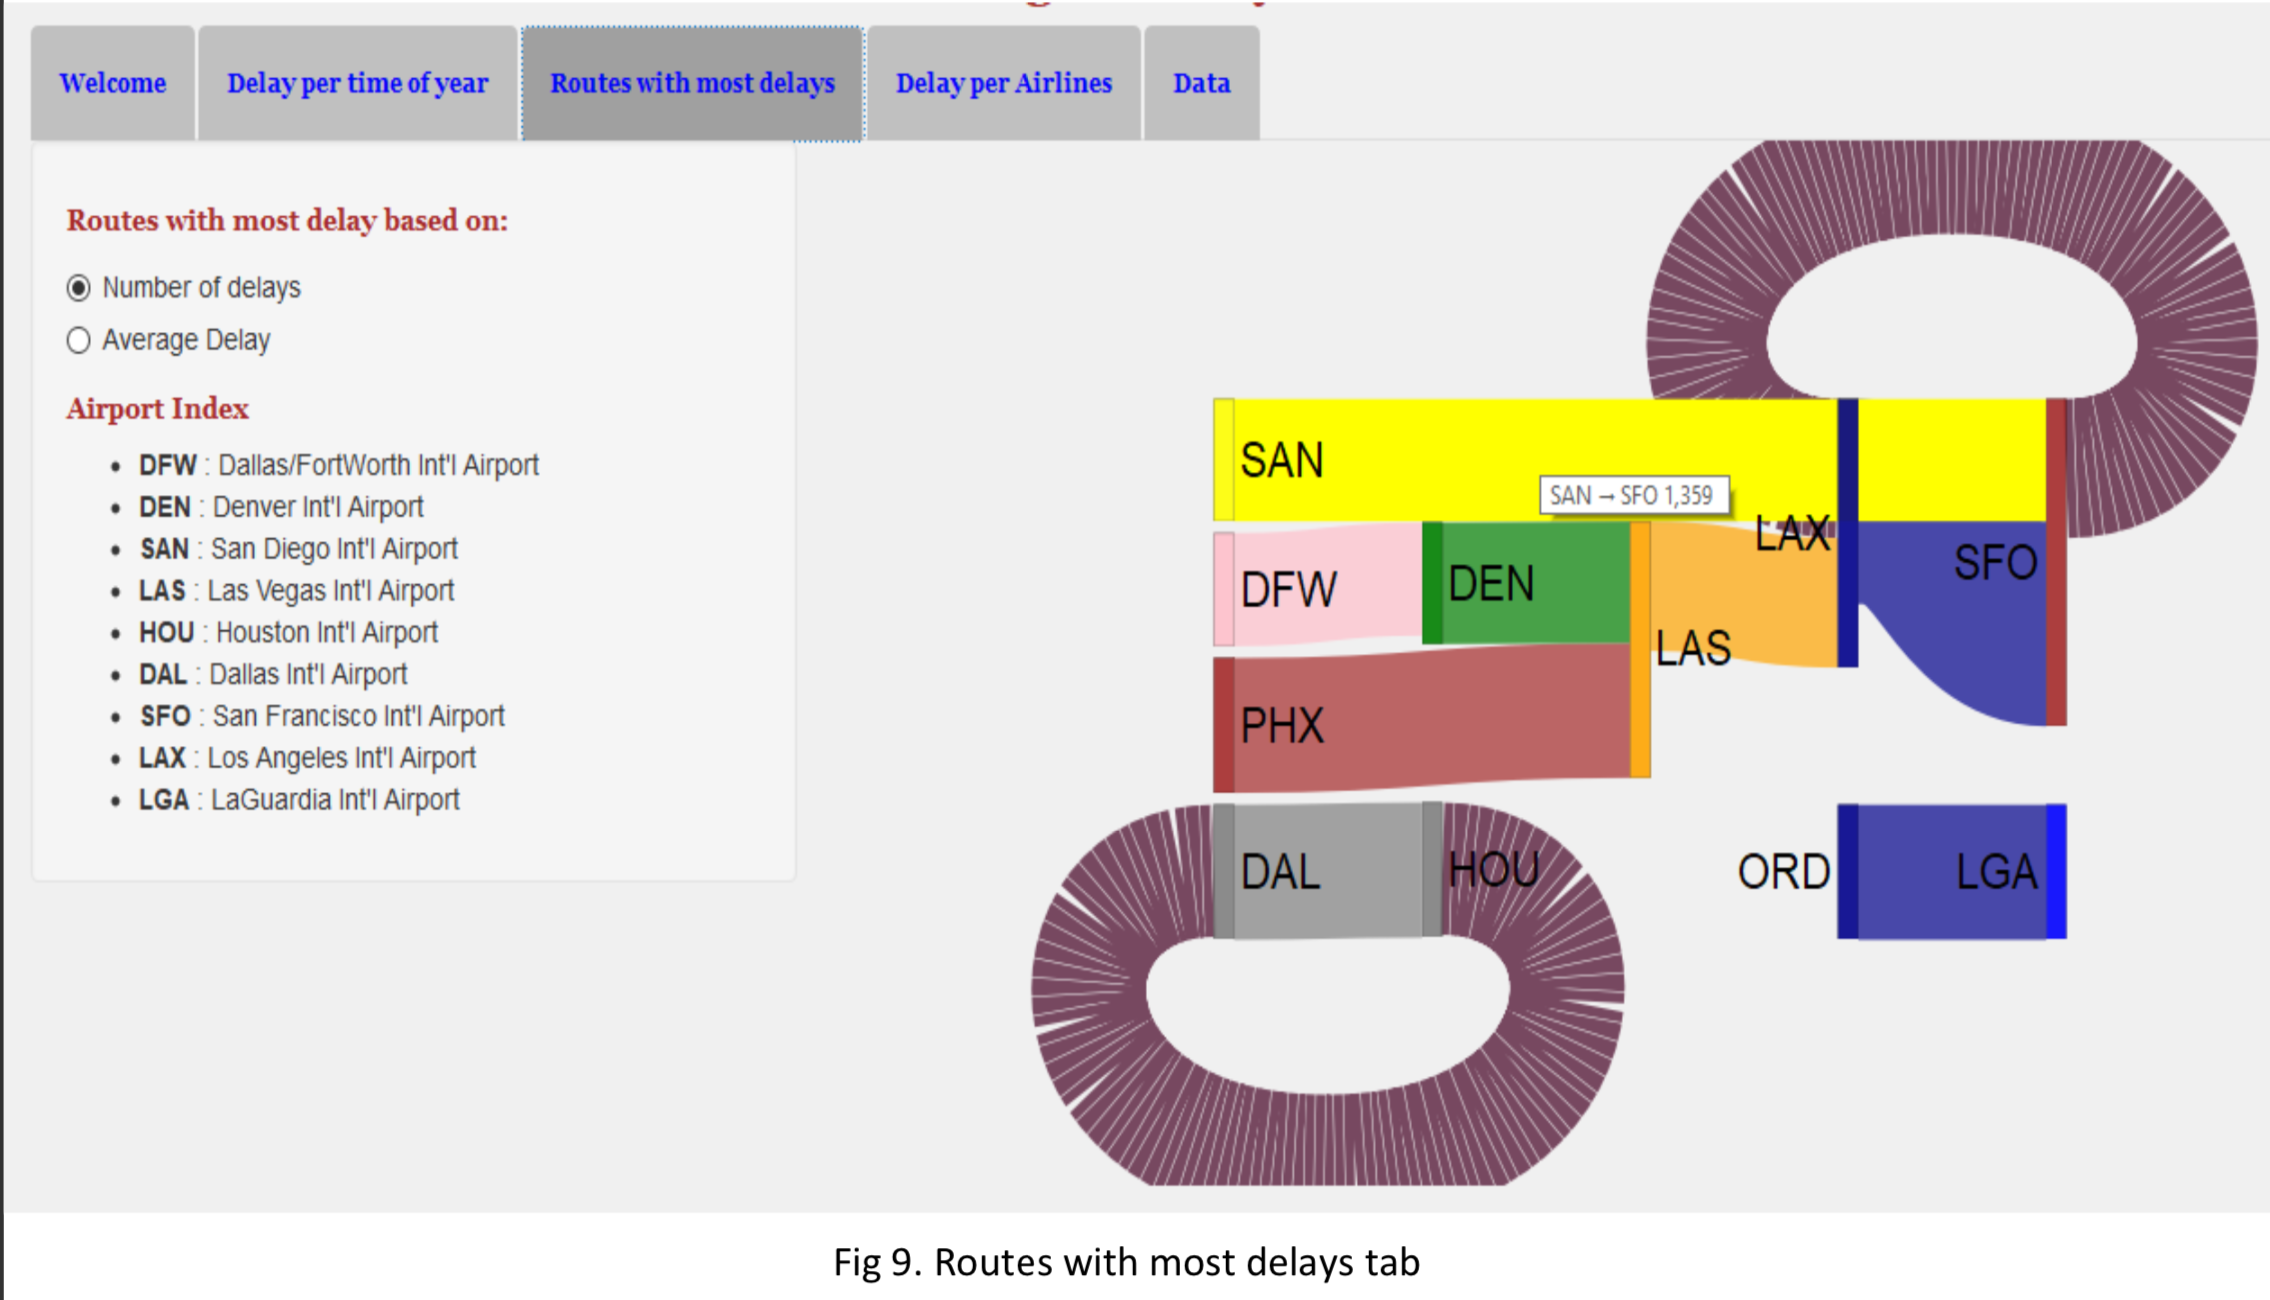 Welcome
Delay per time of year
Routes with most delays
Delay per Airlines
Data
Routes with most delay based on:
Number of delays
Average Delay
Airport Index
DFW : Dallas/FortWorth Int'l Airport
DEN : Denver Int'l Airport
SAN : San Diego Int'l Airport
LAS : Las Vegas Int'l Airport
HOU : Houston Int'l Airport
DAL : Dallas Int'l Airport
SFO : San Francisco Int'l Airport
LAX : Los Angeles Int'l Airport
LGA : LaGuardia Int'l Airport
SAN
SAN → SFO 1,359
LAX
SFO
DFW
DEN
LAS
PHX
DAL
HOU
ORD
LGA
Fig 9. Routes with most delays tab